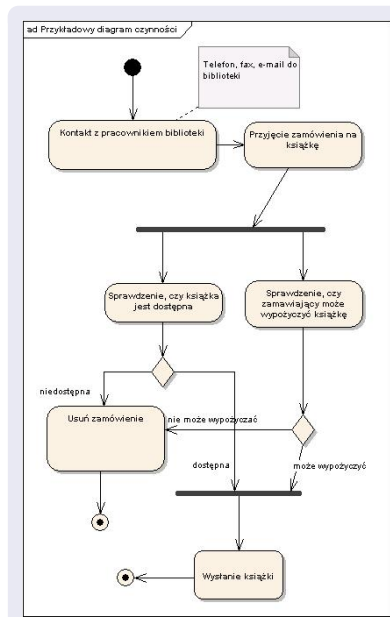 ad Przykładowy diagram czynności
Telefon, fax, e-mail do
biblioteki
Kontakt z pracownikiem biblioteki
Przyjęcie zamówienia na
książkę
Sprawdzenie, czy książka
jest dostępna
Sprawdzenie, czy
zamawiający może
wypożyczyć książkę
niedostępna
Usuń zamówienie
nie może wypożyczać
dostępna
może wypożyczyć
Wysłanie książki